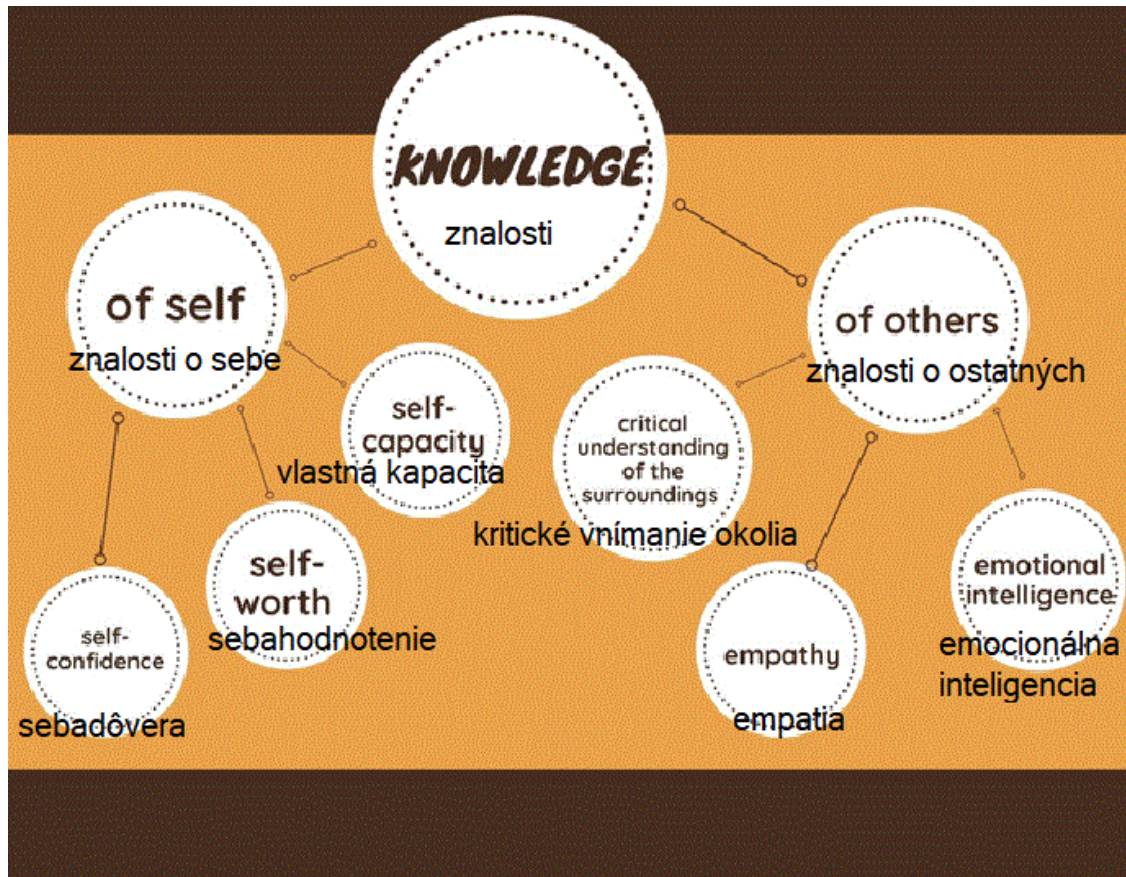 KNOWLEDGE
znalosti
of self
znalosti o sebe
of others
znalosti o ostatných
self-
capacity
vlastná kapacita
critical
understanding
of the
surroundings
kritické vnímanie okolia
self-
worth
sebahodnotenie
self-
confidence
sebadôvera
empathy
empatia
emotional
intelligence
emocionálna
inteligencia